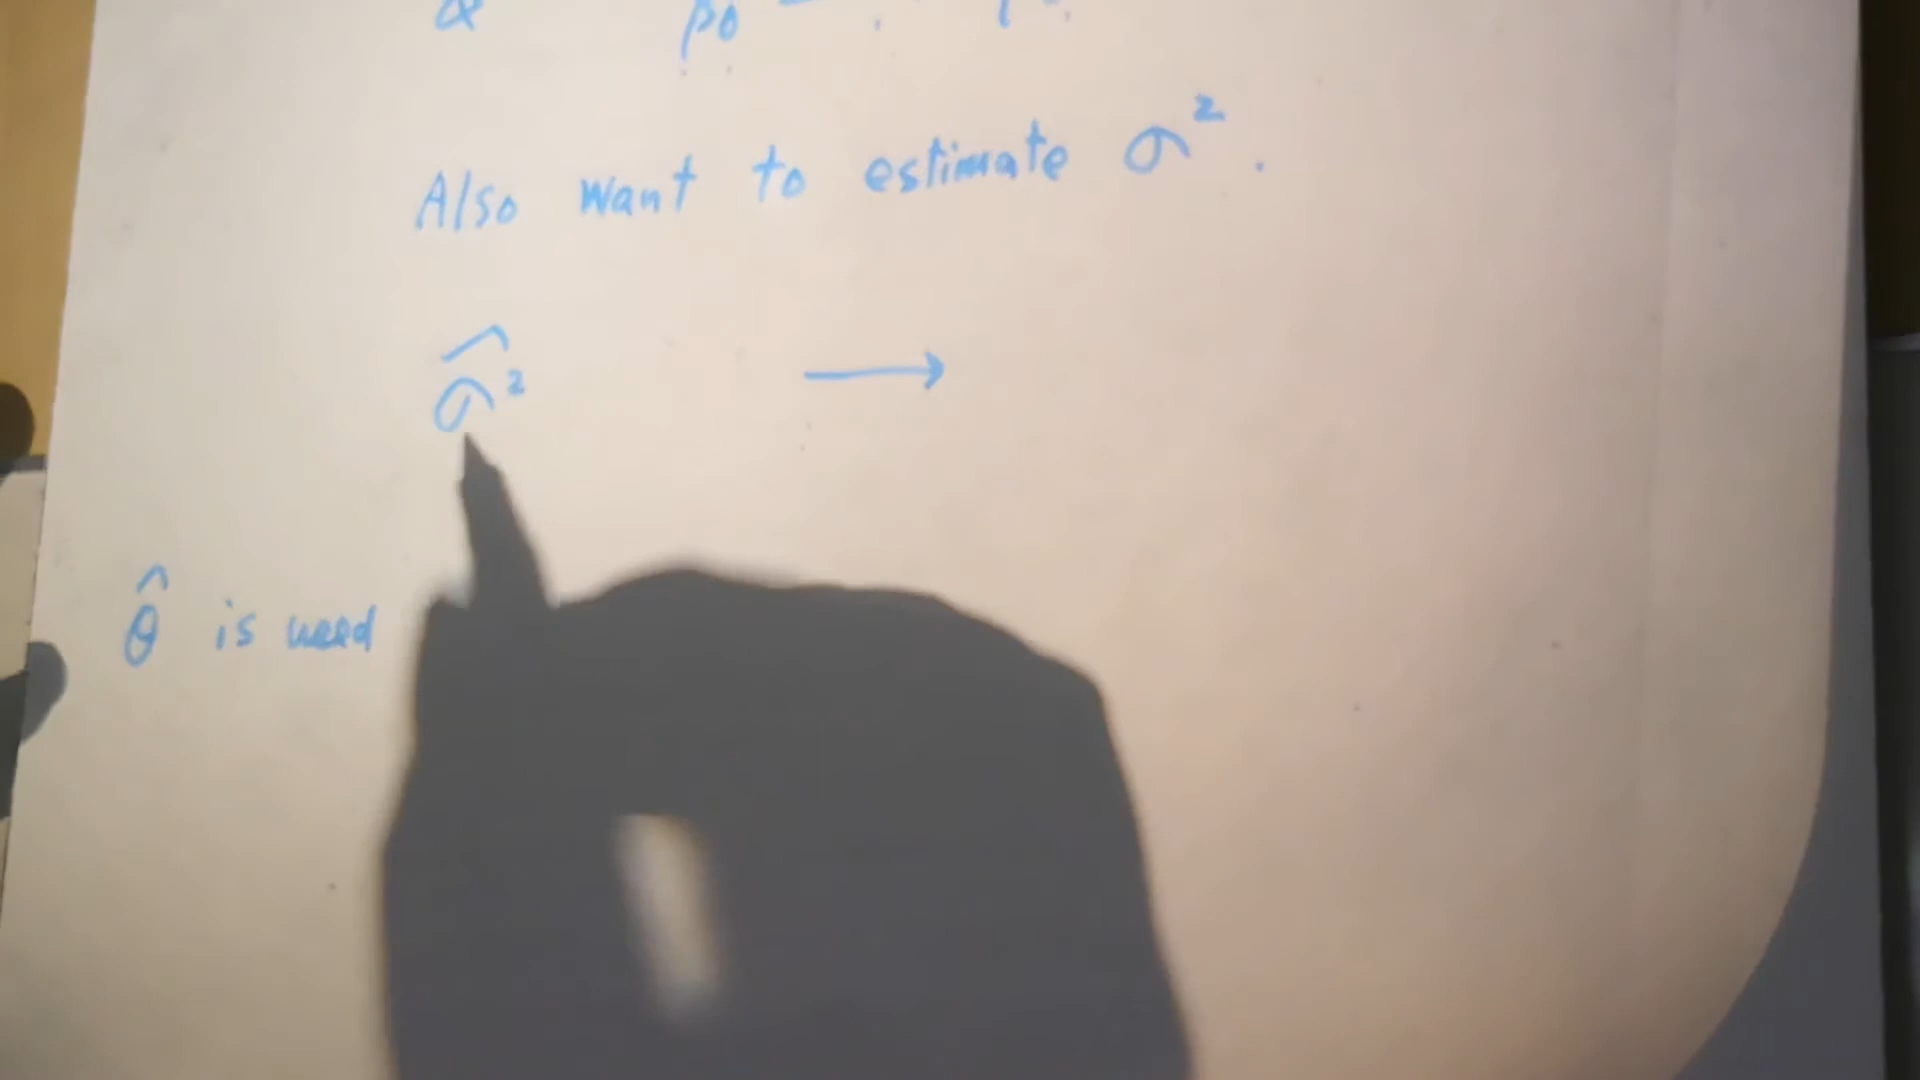 Also want to estimate σ².
σ̂² →
θ̂ is used